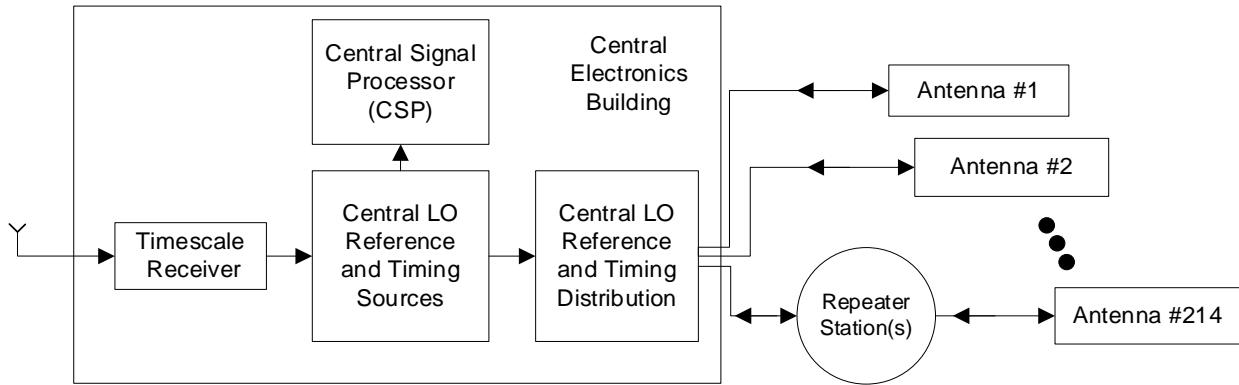 Central Signal
Processor
(CSP)
Central
Electronics
Building
Antenna #1
Antenna #2
Timescale
Receiver
Central LO
Reference
and Timing
Sources
Central LO
Reference
and Timing
Distribution
Repeater
Station(s)
Antenna #214